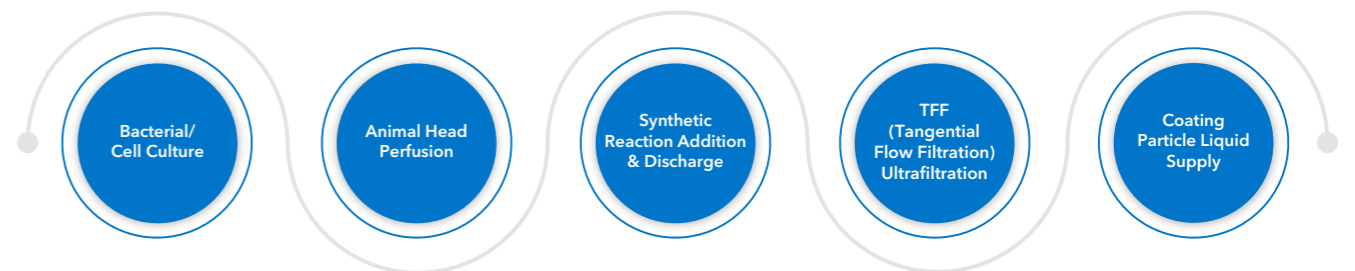 Bacterial/
Cell Culture
Animal Head
Perfusion
Synthetic
Reaction Addition
& Discharge
TFF
(Tangential
Flow Filtration)
Ultrafiltration
Coating
Particle Liquid
Supply